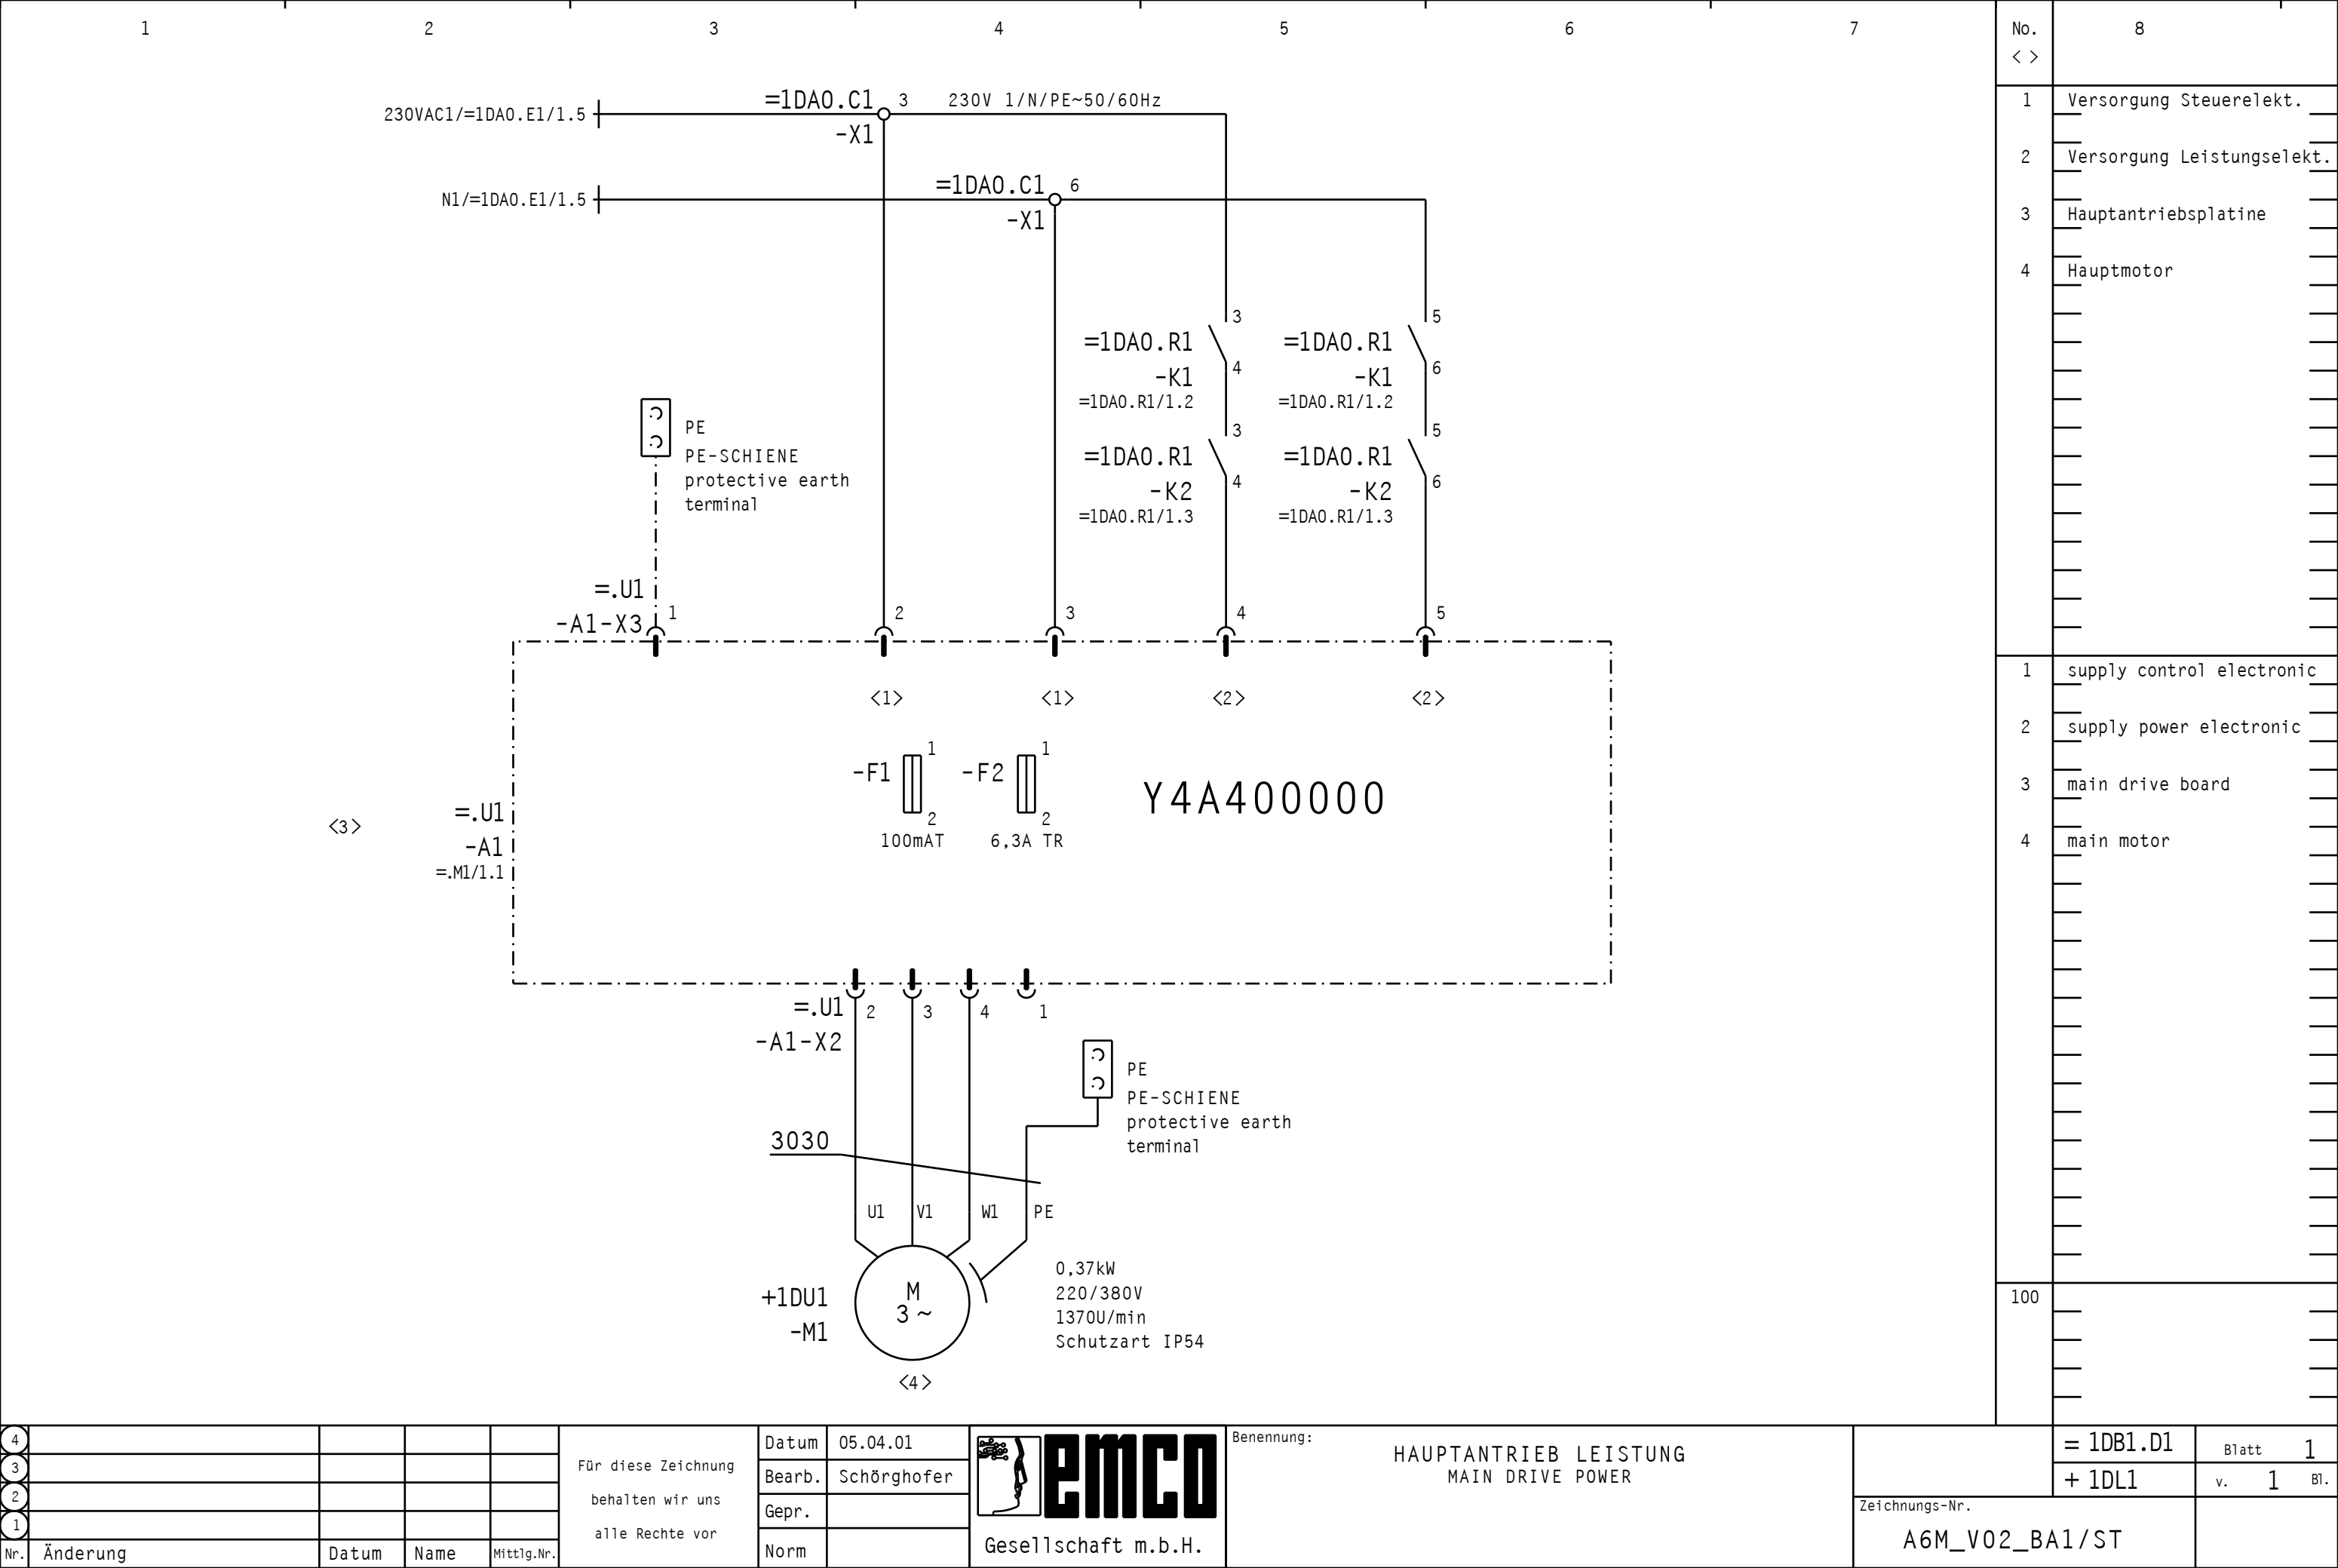 1 2 3 4 5 6 7 No. 8
< >
=1DA0.C1 3 230V 1/N/PE~50/60Hz
230VAC1/=1DA0.E1/1.5
-X1
=1DA0.C1 6
N1/=1DA0.E1/1.5
-X1
3 5
=1DA0.R1 =1DA0.R1
4 6
-K1 -K1
=1DA0.R1/1.2 =1DA0.R1/1.2
3 5
=1DA0.R1 =1DA0.R1
4 6
-K2 -K2
=1DA0.R1/1.3 =1DA0.R1/1.3
PE
PE-SCHIENE
protective earth
terminal
=.U1
-A1-X3 1 2 3 4 5
<1> <1> <2> <2>
1 1
-F1 -F2 Y4A400000
2 2
100mAT 6,3A TR
<3>
=.U1
-A1
=.M1/1.1
=.U1 2 3 4 1
-A1-X2
PE
PE-SCHIENE
protective earth
terminal
3030
U1 V1 W1 PE
M
3 ~
+1DU1
-M1
0,37kW
220/380V
1370U/min
Schutzart IP54
<4>
1 Versorgung Steuerelekt.
2 Versorgung Leistungselekt.
3 Hauptantriebsplatine
4 Hauptmotor
1 supply control electronic
2 supply power electronic
3 main drive board
4 main motor
100
4
3
2
1
Nr. Änderung Datum Name Mittlg.Nr.
Für diese Zeichnung
behalten wir uns
alle Rechte vor
Datum 05.04.01
Bearb. Schörghofer
Gepr.
Norm
emco
Gesellschaft m.b.H.
Benennung:
HAUPTANTRIEB LEISTUNG
MAIN DRIVE POWER
= 1DB1.D1 Blatt 1
+ 1DL1 v. 1 Bl.
Zeichnungs-Nr.
A6M_V02_BA1/ST